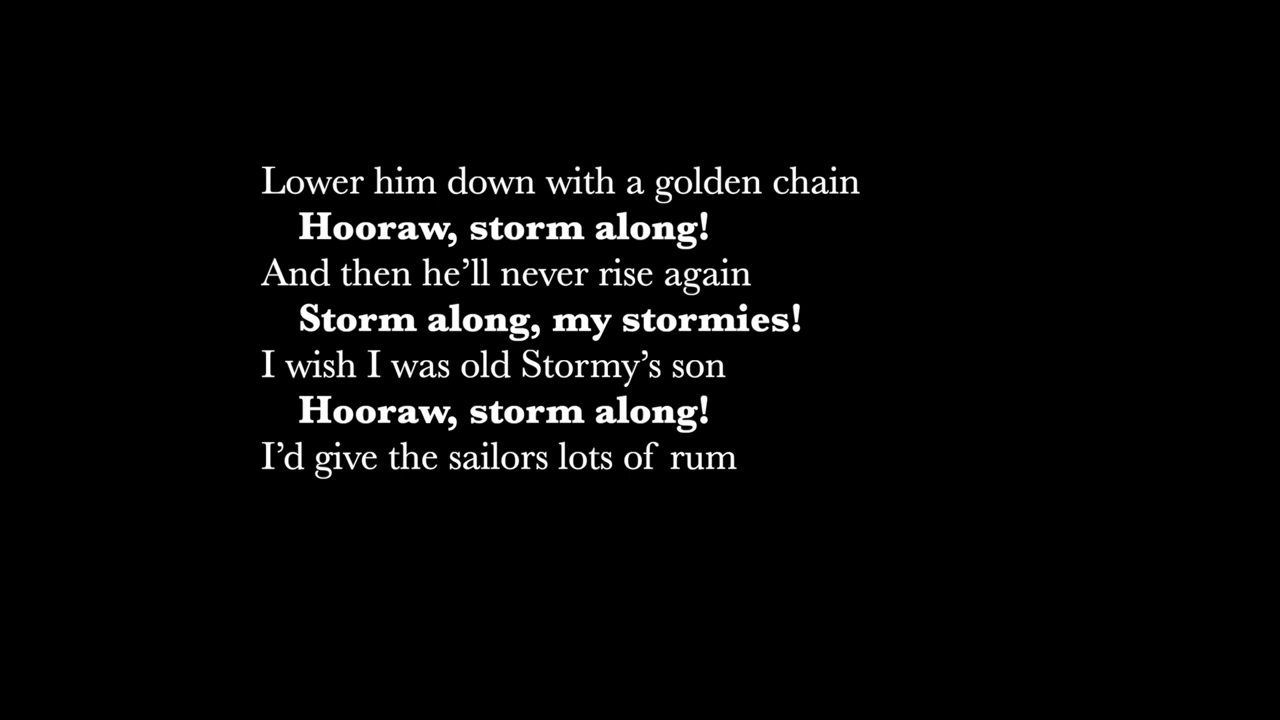 Lower him down with a golden chain
Hooraw, storm along!
And then he’ll never rise again
Storm along, my stormies!
I wish I was old Stormy’s son
Hooraw, storm along!
I’d give the sailors lots of rum